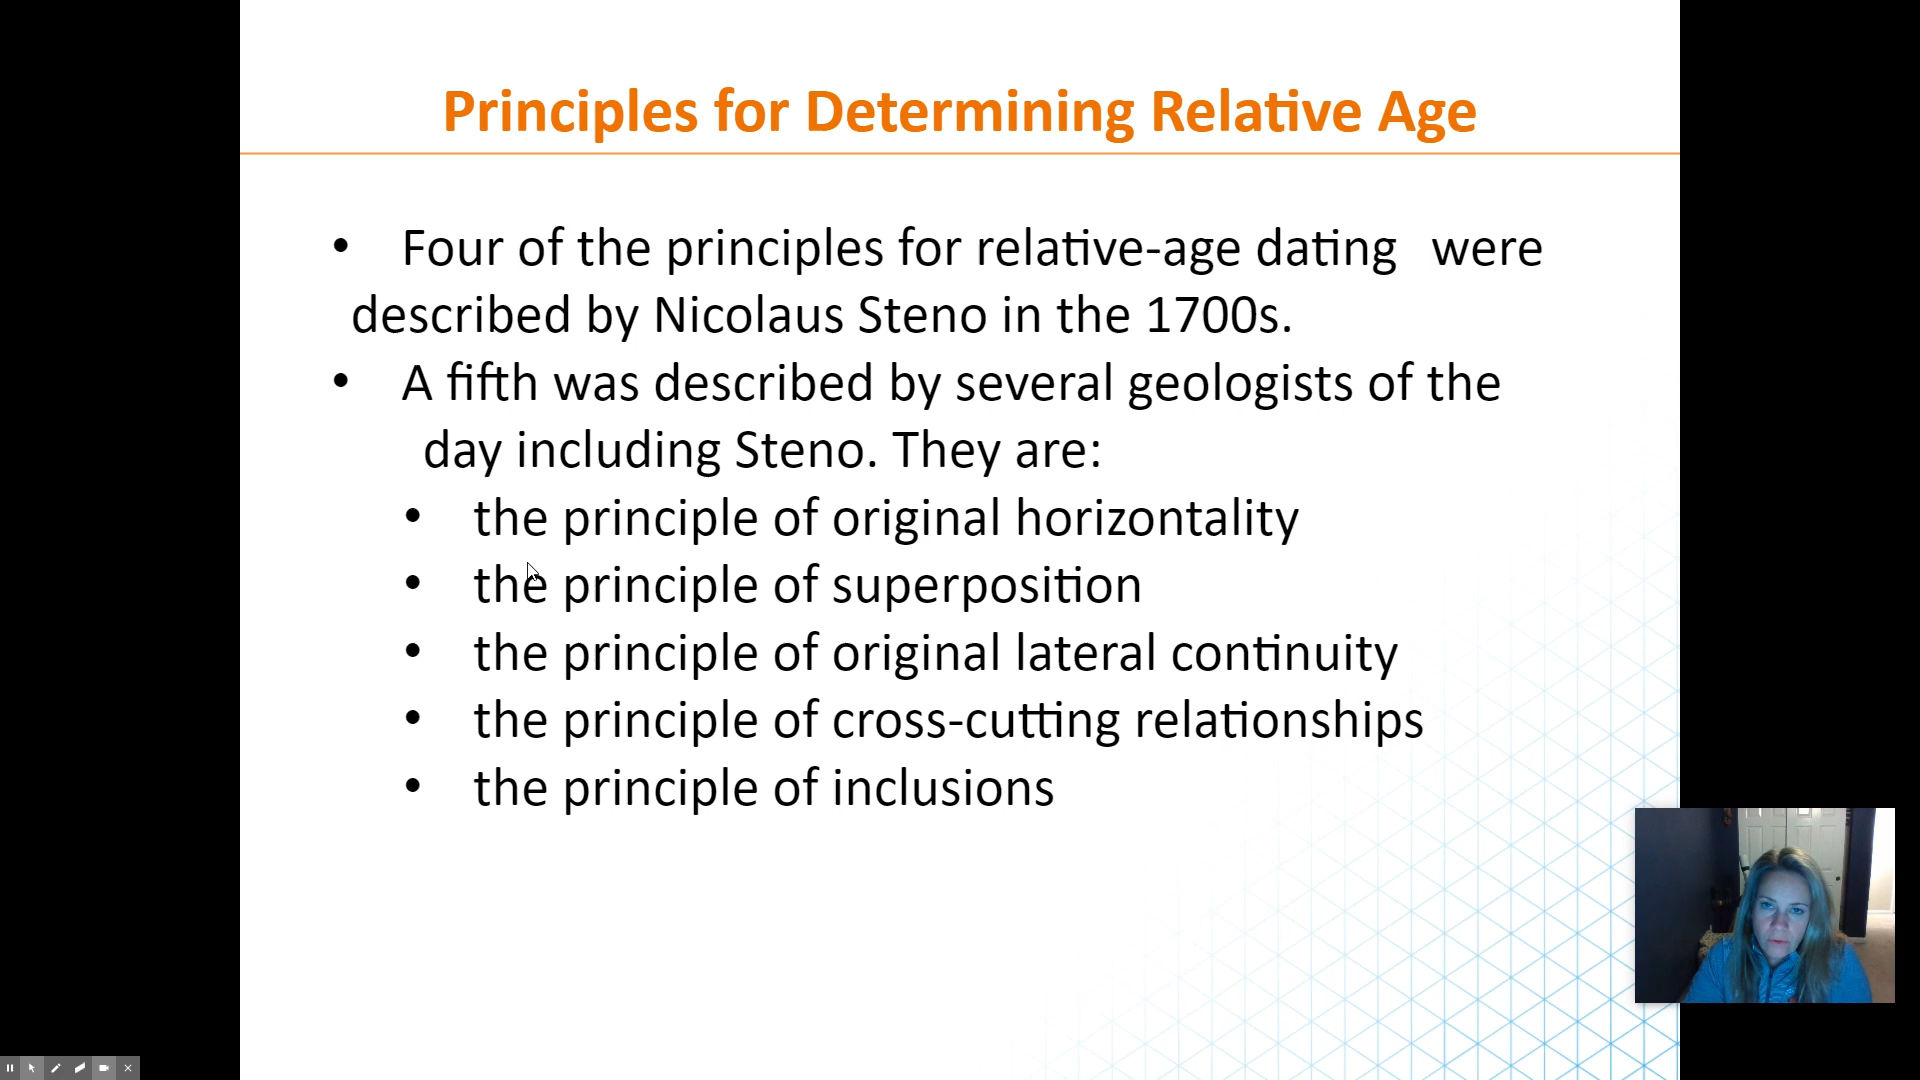 Principles for Determining Relative Age
• Four of the principles for relative-age dating were
described by Nicolaus Steno in the 1700s.
• A fifth was described by several geologists of the
day including Steno. They are:
• the principle of original horizontality
• the principle of superposition
• the principle of original lateral continuity
• the principle of cross-cutting relationships
• the principle of inclusions